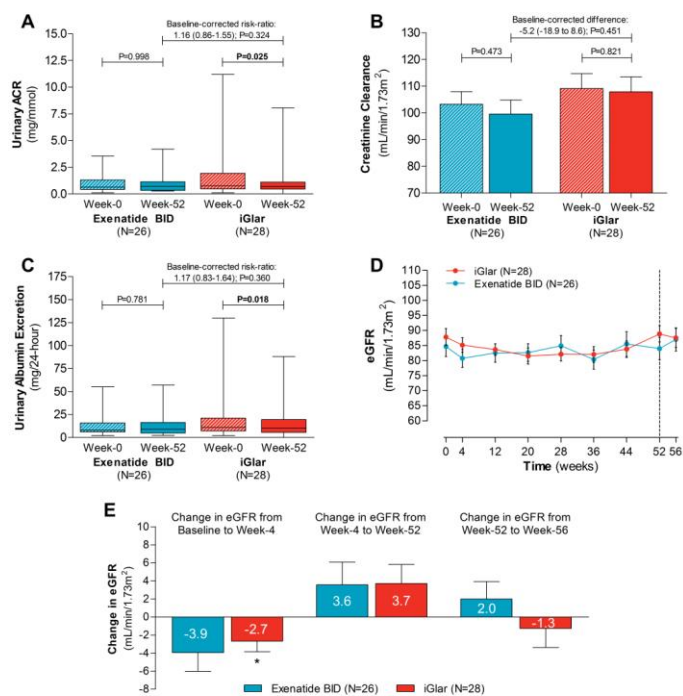 A
Baseline-corrected risk-ratio:
1.16 (0.86-1.55); P=0.324
P=0.998
P=0.025
Urinary ACR
(mg/mmol)
15.0
12.5
10.0
7.5
5.0
2.5
0.0
Week-0 Week-52 Week-0 Week-52
Exenatide BID iGlar
(N=26) (N=28)
B
Baseline-corrected difference:
-5.2 (-18.9 to 8.6); P=0.451
P=0.473
P=0.821
Creatinine Clearance
(mL/min/1.73m²)
140
130
120
110
100
90
80
70
Week-0 Week-52 Week-0 Week-52
Exenatide BID iGlar
(N=26) (N=28)
C
Baseline-corrected risk-ratio:
1.17 (0.83-1.64); P=0.360
P=0.781
P=0.018
Urinary Albumin Excretion
(mg/24-hour)
175
150
125
100
75
50
25
0
Week-0 Week-52 Week-0 Week-52
Exenatide BID iGlar
(N=26) (N=28)
D
iGlar (N=28)
Exenatide BID (N=26)
eGFR
(mL/min/1.73m²)
110
105
100
95
90
85
80
75
70
65
60
0 4 12 20 28 36 44 52 56
Time (weeks)
E
Change in eGFR from
Baseline to Week-4
Change in eGFR from
Week-4 to Week-52
Change in eGFR from
Week-52 to Week-56
Change in eGFR
(mL/min/1.73m²)
10
8
6
4
2
0
-2
-4
-6
-8
-3.9
-2.7
*
3.6
3.7
2.0
-1.3
Exenatide BID (N=26) iGlar (N=28)